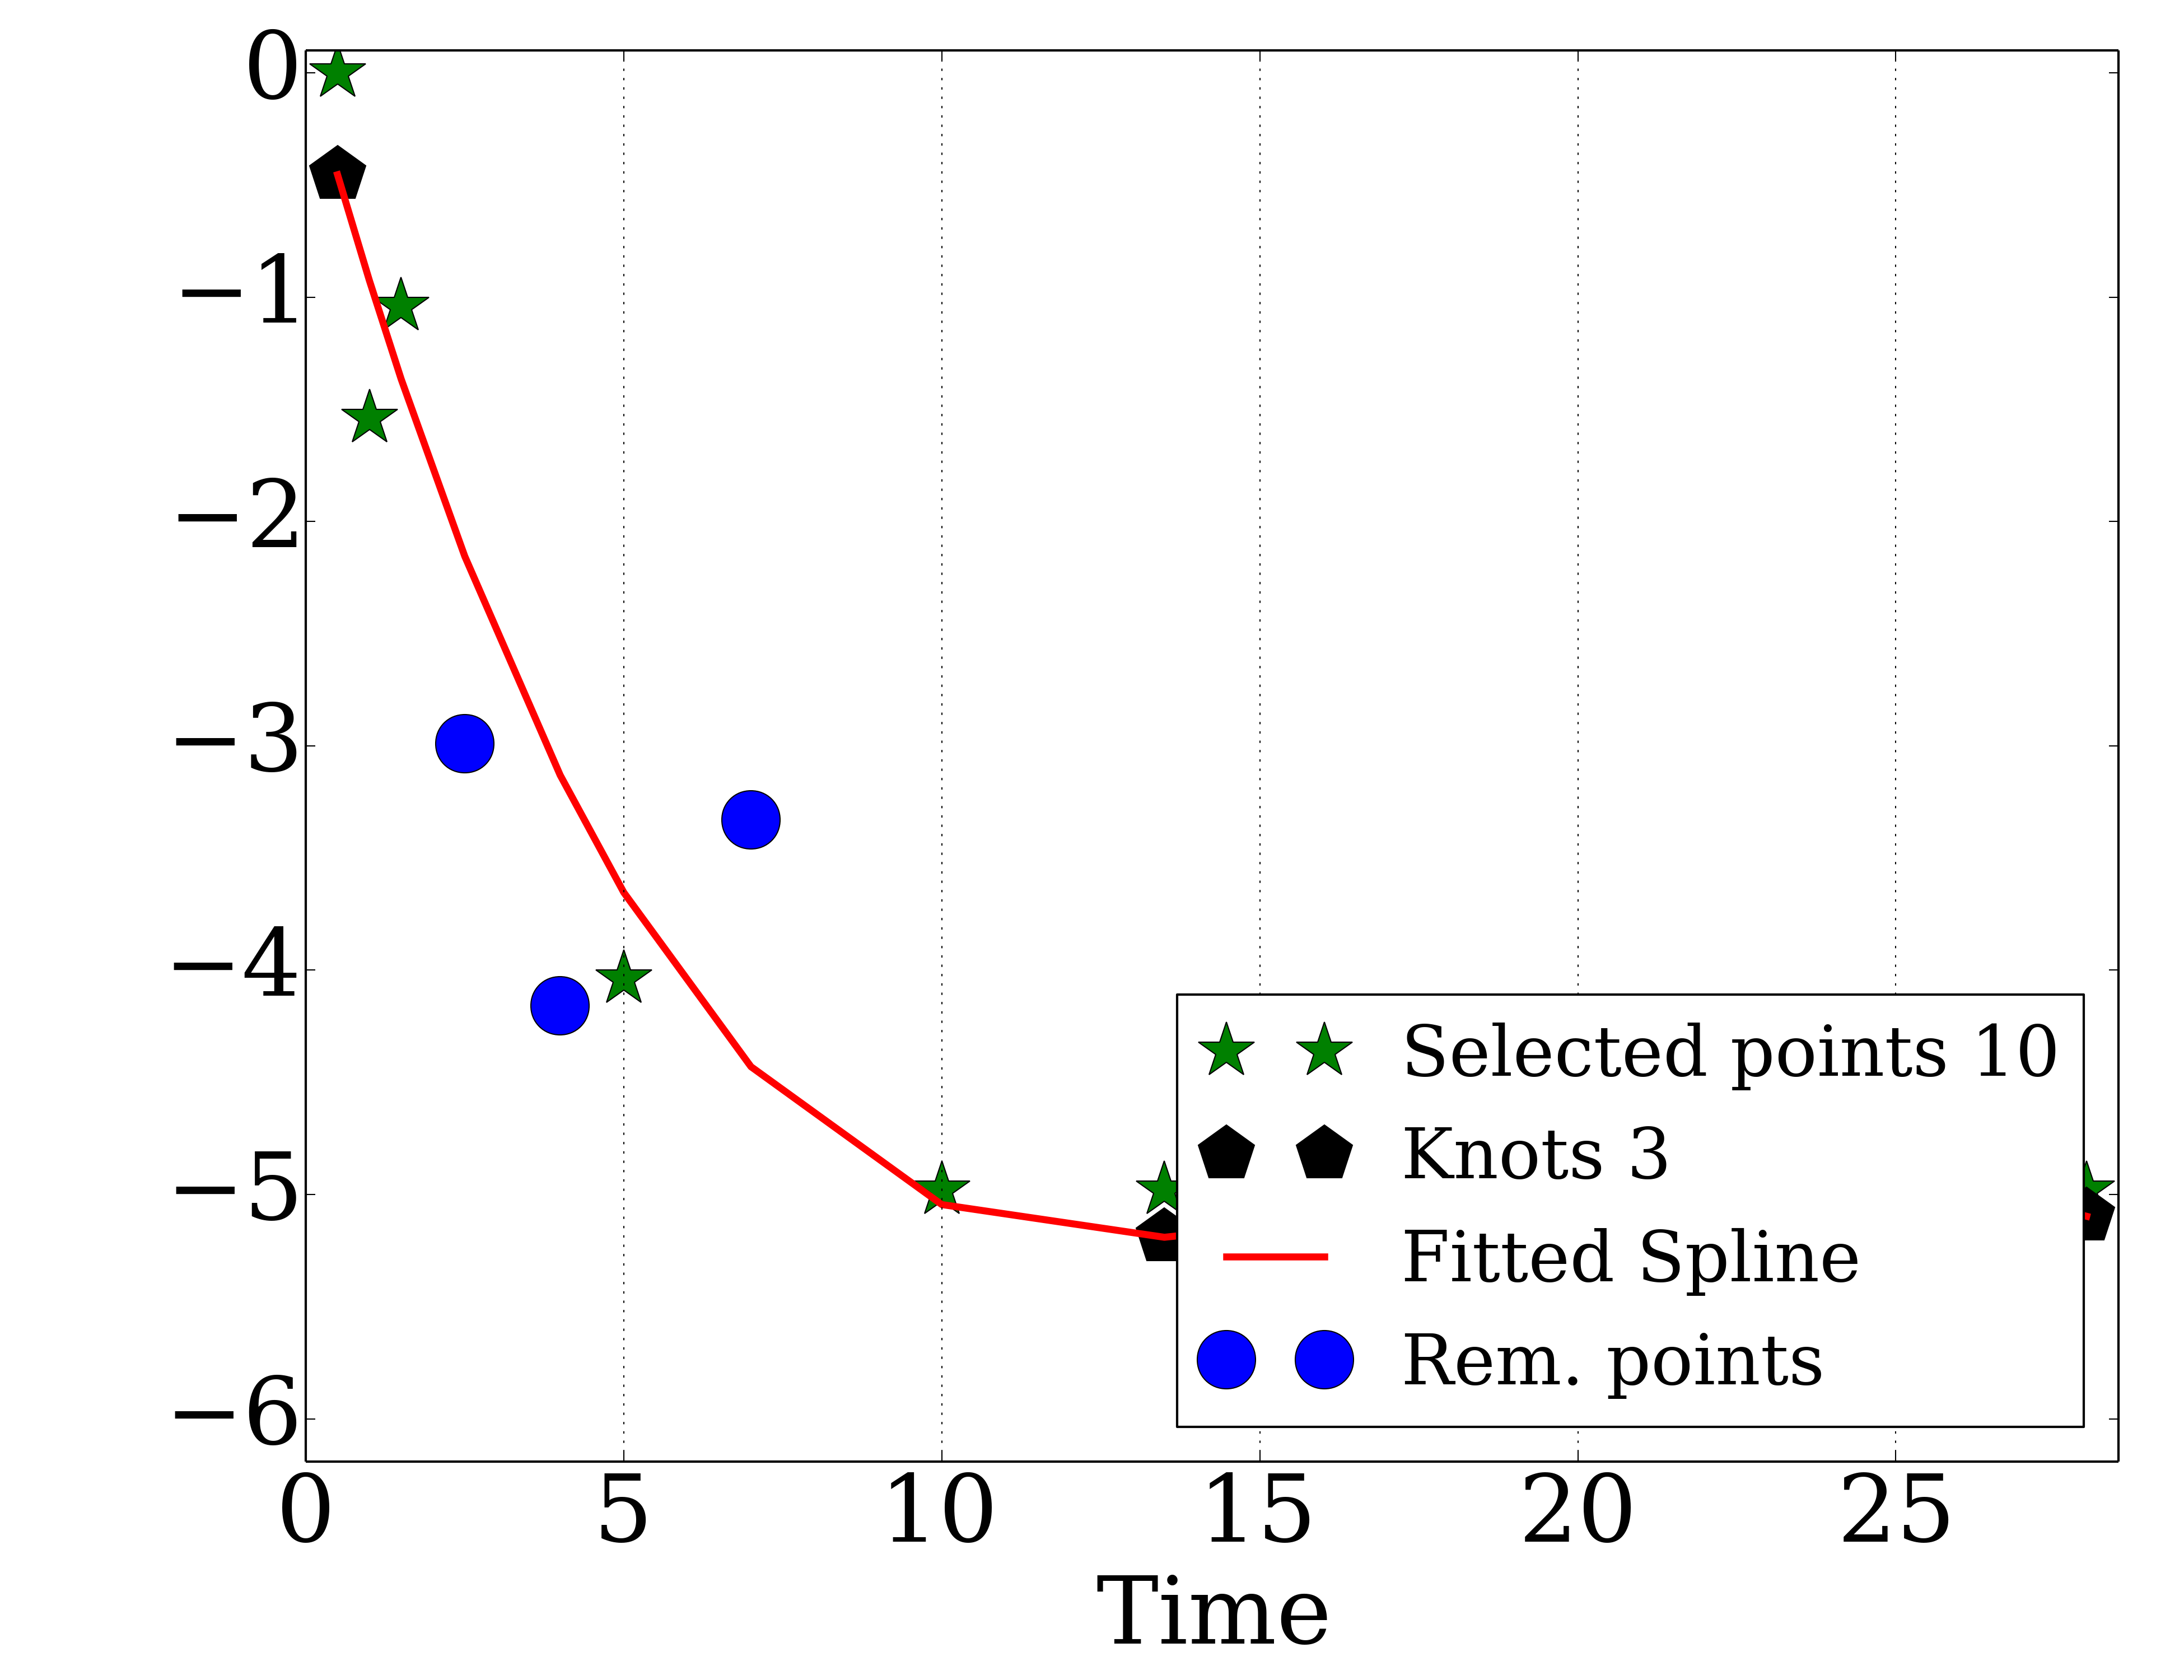 0
−1
−2
−3
−4
−5
−6
Selected points 10
Knots 3
Fitted Spline
Rem. points
0 5 10 15 20 25
Time